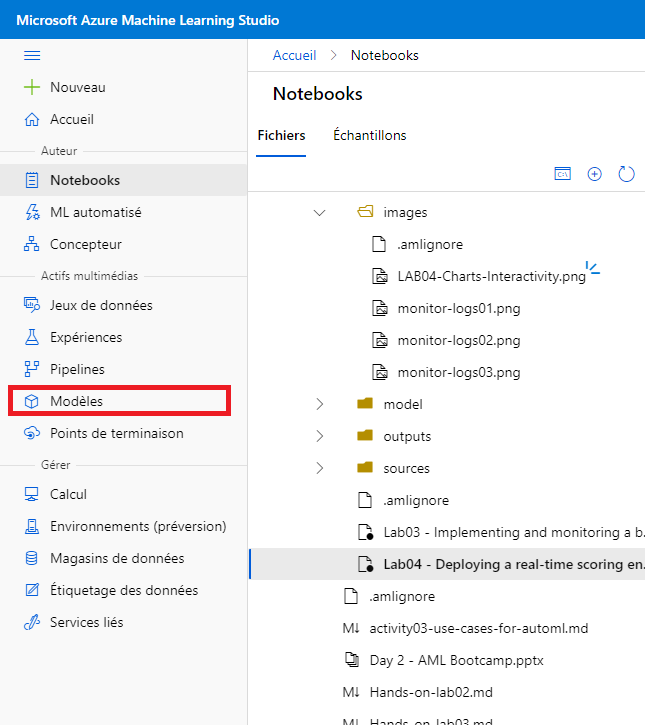 Microsoft Azure Machine Learning Studio
Nouveau
Accueil
Auteur
Notebooks
ML automatisé
Concepteur
Actifs multimédias
Jeux de données
Expériences
Pipelines
Modèles
Points de terminaison
Gérer
Calcul
Environnements (préversion)
Magasins de données
Étiquetage des données
Services liés
Accueil > Notebooks
Notebooks
Fichiers Échantillons
images
.amlignore
LAB04-Charts-Interactivity.png
monitor-logs01.png
monitor-logs02.png
monitor-logs03.png
model
outputs
sources
.amlignore
Lab03 - Implementing and monitoring a b.
Lab04 - Deploying a real-time scoring en.
.amlignore
M↓ activity03-use-cases-for-automl.md
Day 2 - AML Bootcamp.pptx
M↓ Hands-on-lab02.md
M↓ Hands-on-lab03.md